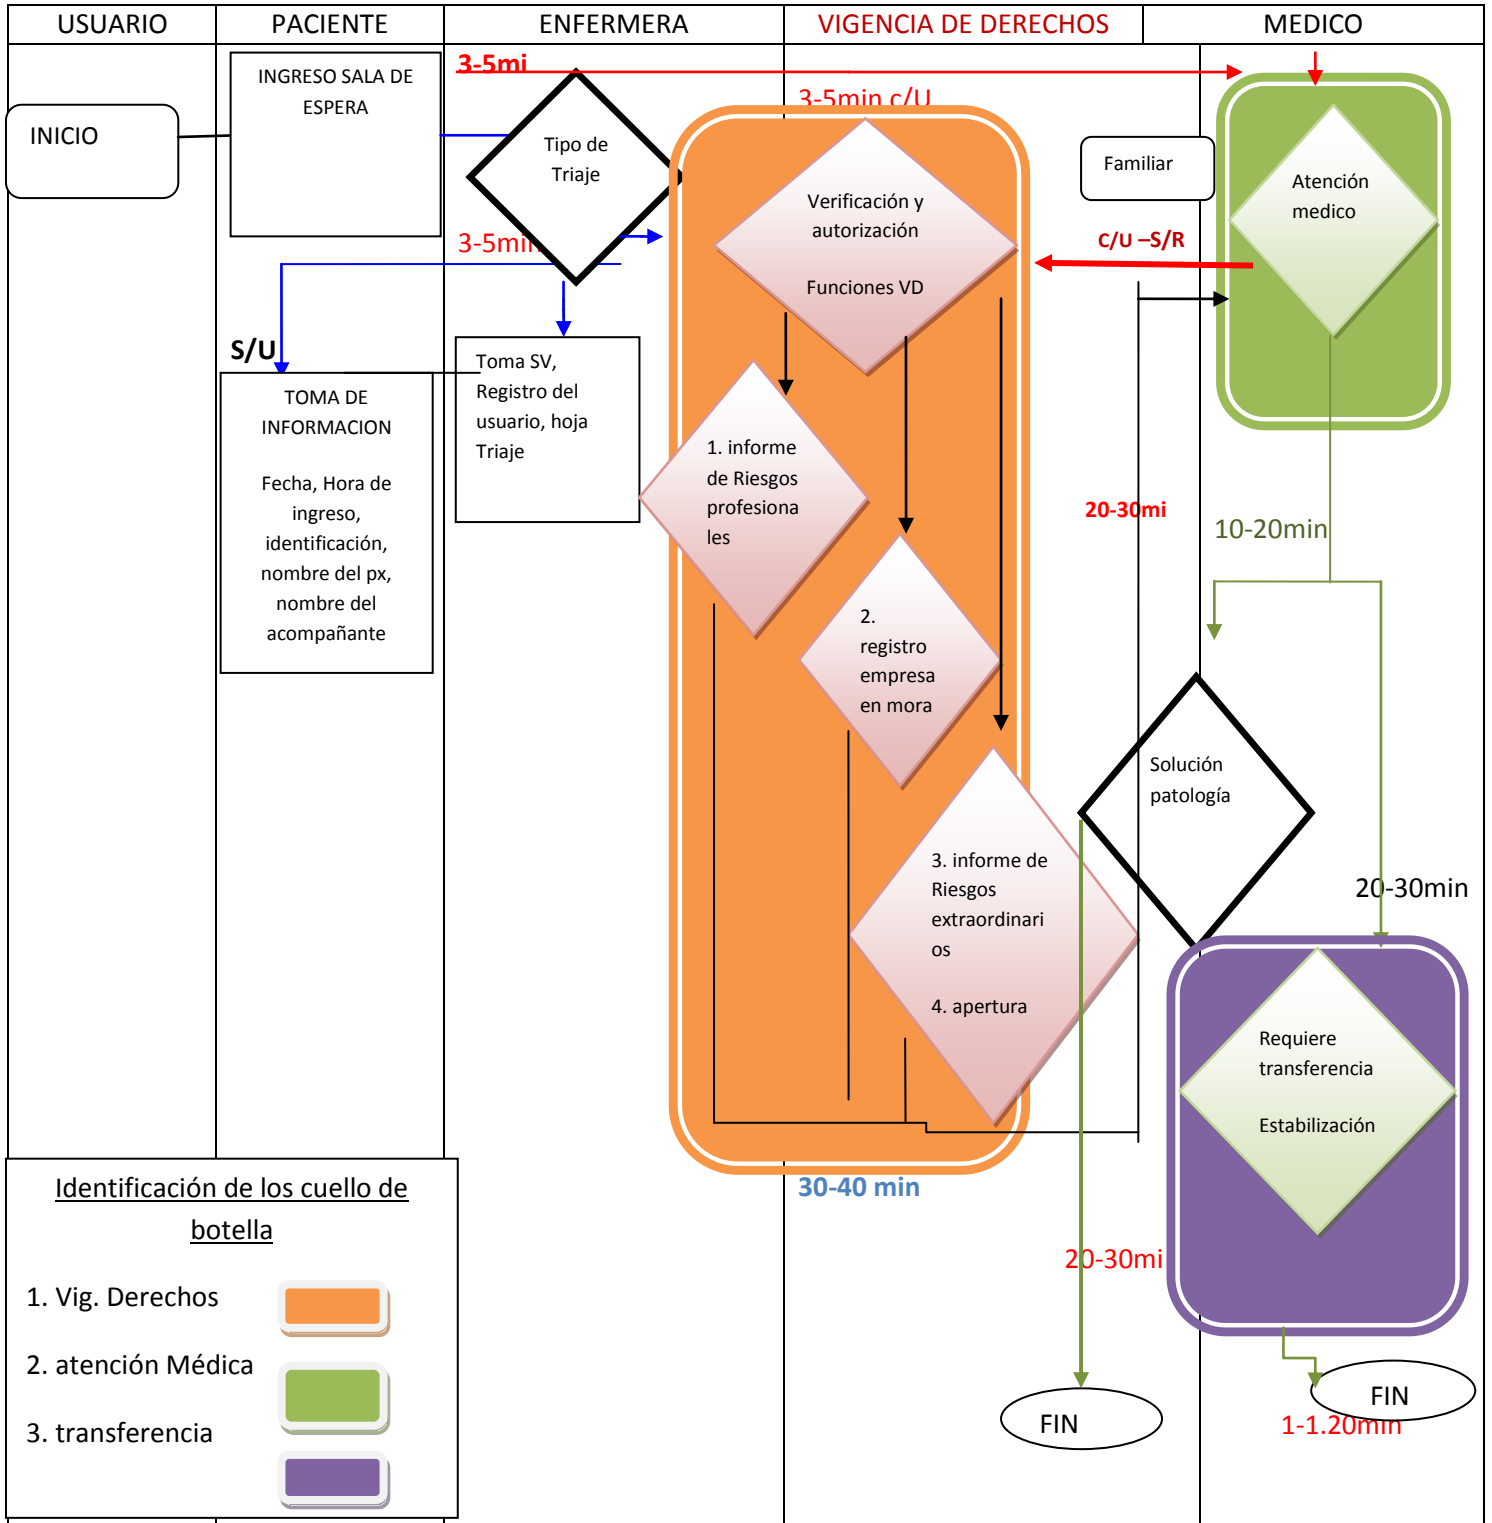 USUARIO
PACIENTE
ENFERMERA
VIGENCIA DE DERECHOS
MEDICO
INICIO
INGRESO SALA DE
ESPERA
3-5mi
Tipo de
Triaje
3-5min
3-5min c/U
Verificación y
autorización
Funciones VD
Familiar
Atención
medico
C/U –S/R
S/U
TOMA DE
INFORMACION
Fecha, Hora de
ingreso,
identificación,
nombre del px,
nombre del
acompañante
Toma SV,
Registro del
usuario, hoja
Triaje
1. informe
de Riesgos
profesiona
les
2.
registro
empresa
en mora
3. informe de
Riesgos
extraordinari
os
4. apertura
20-30mi
10-20min
Solución
patología
20-30min
Requiere
transferencia
Estabilización
30-40 min
20-30mi
FIN
FIN
1-1.20min
Identificación de los cuello de
botella
1. Vig. Derechos
2. atención Médica
3. transferencia